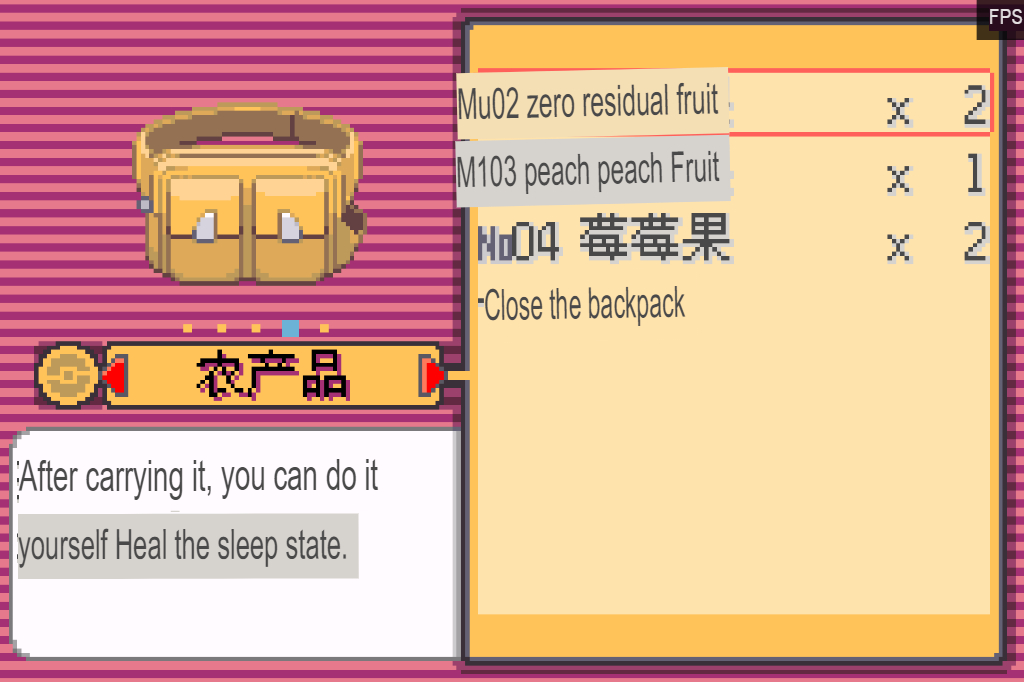 FPS
Mu02 zero residual fruit x 2
M103 peach peach Fruit x 1
No04 莓莓果 x 2
Close the backpack
农产品
After carrying it, you can do it
yourself Heal the sleep state.